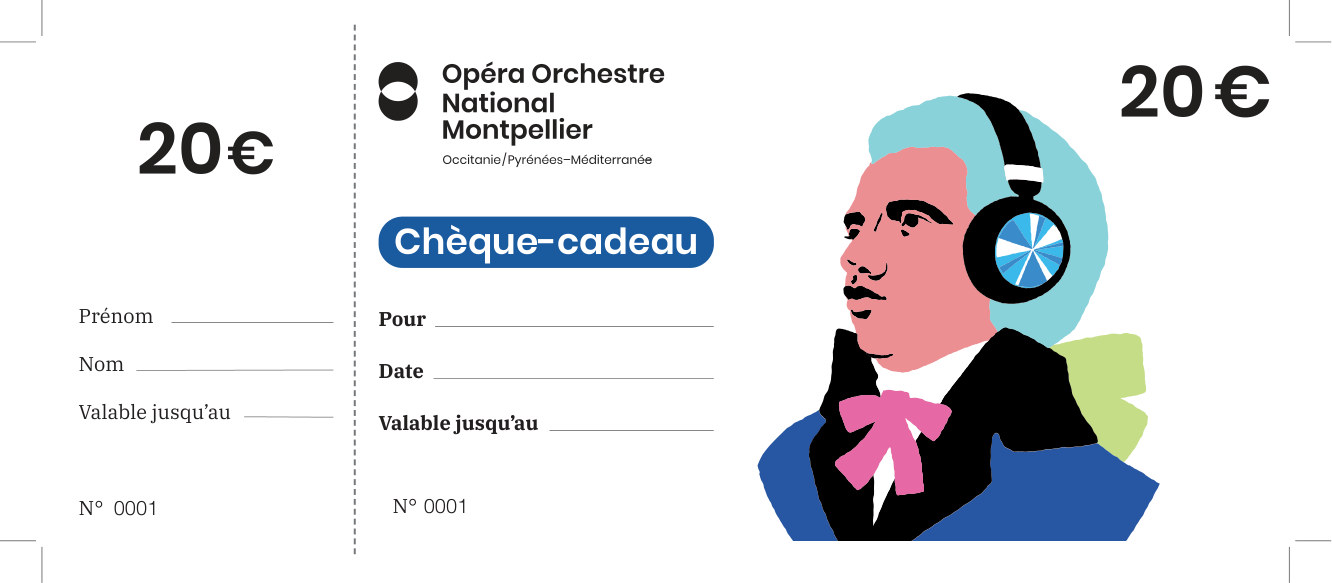 20 €
Prénom
Nom
Valable jusqu’au
N° 0001
Opéra Orchestre
National
Montpellier
Occitanie/Pyrénées-Méditerranée
Chèque-cadeau
Pour
Date
Valable jusqu’au
N° 0001
20 €